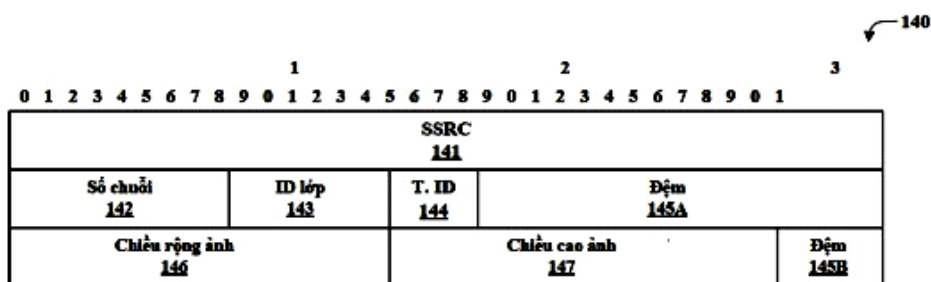 140
1 2 3
0 1 2 3 4 5 6 7 8 9 0 1 2 3 4 5 6 7 8 9 0 1 2 3 4 5 6 7 8 9 0 1
SSRC
141
Số chuỗi ID lớp T. ID Đệm
142 143 144 145A
Chiều rộng ảnh Chiều cao ảnh Đệm
146 147 145B